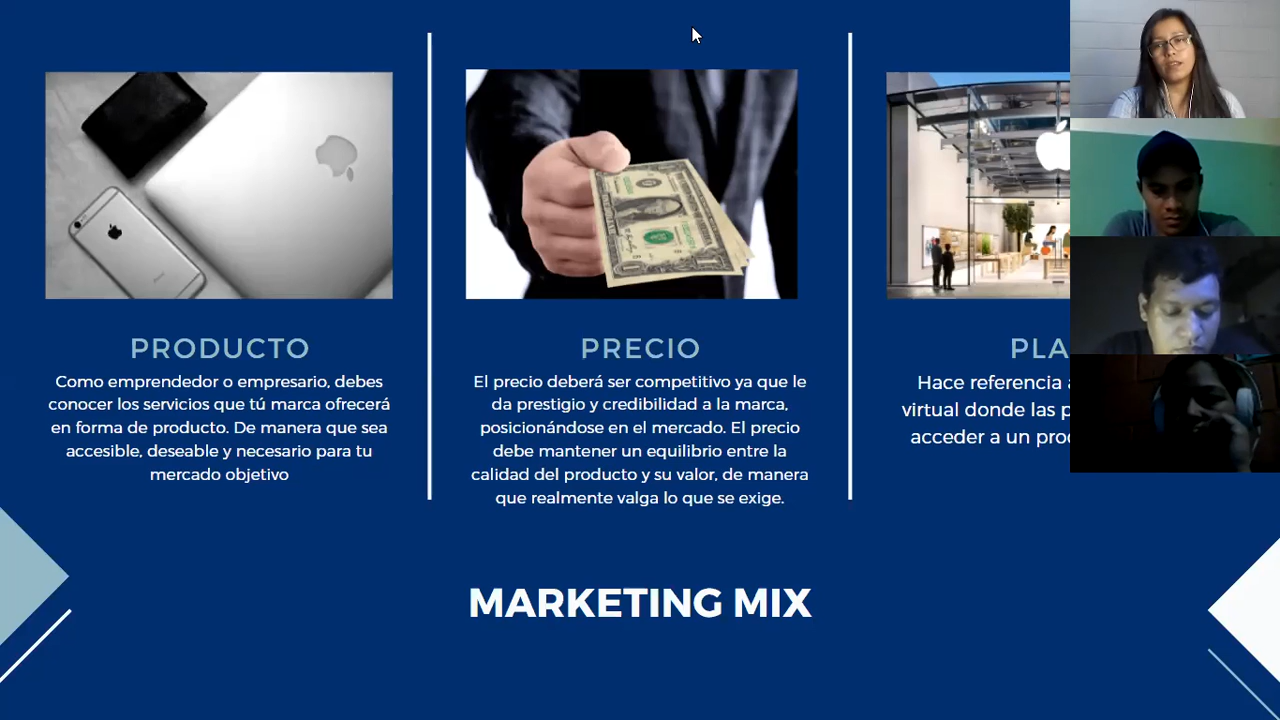 PRODUCTO
Como emprendedor o empresario, debes
conocer los servicios que tú marca ofrecerá
en forma de producto. De manera que sea
accesible, deseable y necesario para tu
mercado objetivo
PRECIO
El precio deberá ser competitivo ya que le
da prestigio y credibilidad a la marca,
posicionándose en el mercado. El precio
debe mantener un equilibrio entre la
calidad del producto y su valor, de manera
que realmente valga lo que se exige.
PLA
Hace referencia
virtual donde las
acceder a un
MARKETING MIX